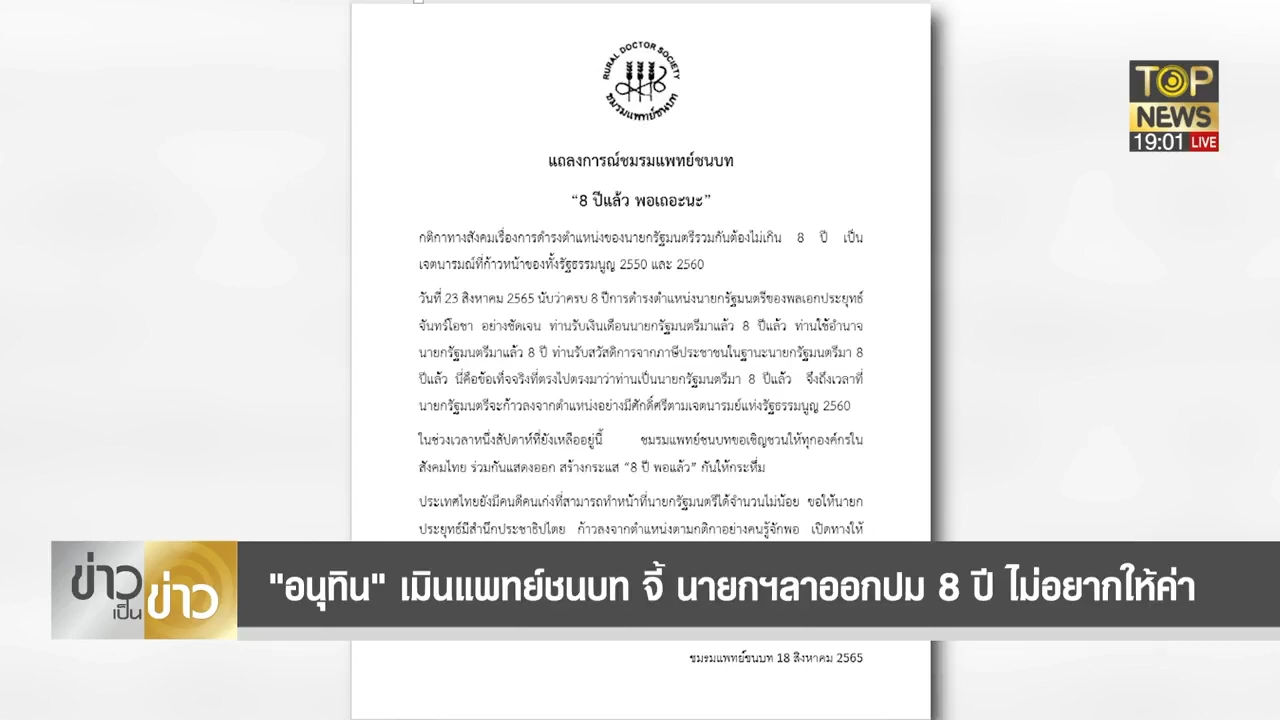 RURAL DOCTOR SOCIETY
ชมรมแพทย์ชนบท
TOP
NEWS
19:01 LIVE
แถลงการณ์ชมรมแพทย์ชนบท
“8 ปีแล้ว พอเถอะนะ”
กติกาทางสังคมเรื่องการดำรงตำแหน่งของนายกรัฐมนตรีรวมกันต้องไม่เกิน 8 ปี เป็น
เจตนารมณ์ที่ก้าวหน้าของทั้งรัฐธรรมนูญ 2550 และ 2560
วันที่ 23 สิงหาคม 2565 นับว่าครบ 8 ปีการดำรงตำแหน่งนายกรัฐมนตรีของพลเอกประยุทธ์
จันทร์โอชา อย่างชัดเจน ท่านรับเงินเดือนนายกรัฐมนตรีมาแล้ว 8 ปีแล้ว ท่านใช้อำนาจ
นายกรัฐมนตรีมาแล้ว 8 ปี ท่านรับสวัสดิการจากภาษีประชาชนในฐานะนายกรัฐมนตรีมา 8
ปีแล้ว นี่คือข้อเท็จจริงที่ตรงไปตรงมาว่าท่านเป็นนายกรัฐมนตรีมา 8 ปีแล้ว จึงถึงเวลาที่
นายกรัฐมนตรีจะก้าวลงจากตำแหน่งอย่างมีศักดิ์ศรีตามเจตนารมย์แห่งรัฐธรรมนูญ 2560
ในช่วงเวลาหนึ่งสัปดาห์ที่ยังเหลืออยู่นี้ ชมรมแพทย์ชนบทขอเชิญชวนให้ทุกองค์กรใน
สังคมไทย ร่วมกันแสดงออก สร้างกระแส “8 ปี พอแล้ว” กันให้กระหึ่ม
ประเทศไทยยังมีคนดีคนเก่งที่สามารถทำหน้าที่นายกรัฐมนตรีได้จำนวนไม่น้อย ขอให้นายก
ประยุทธ์มีสำนึกประชาธิปไตย ก้าวลงจากตำแหน่งตามกติกาอย่างคนรู้จักพอ เปิดทางให้
ข่าว
เป็น
ข่าว
"อนุทิน" เมินแพทย์ชนบท จี้ นายกฯลาออกปม 8 ปี ไม่อยากให้ค่า
ชมรมแพทย์ชนบท 18 สิงหาคม 2565